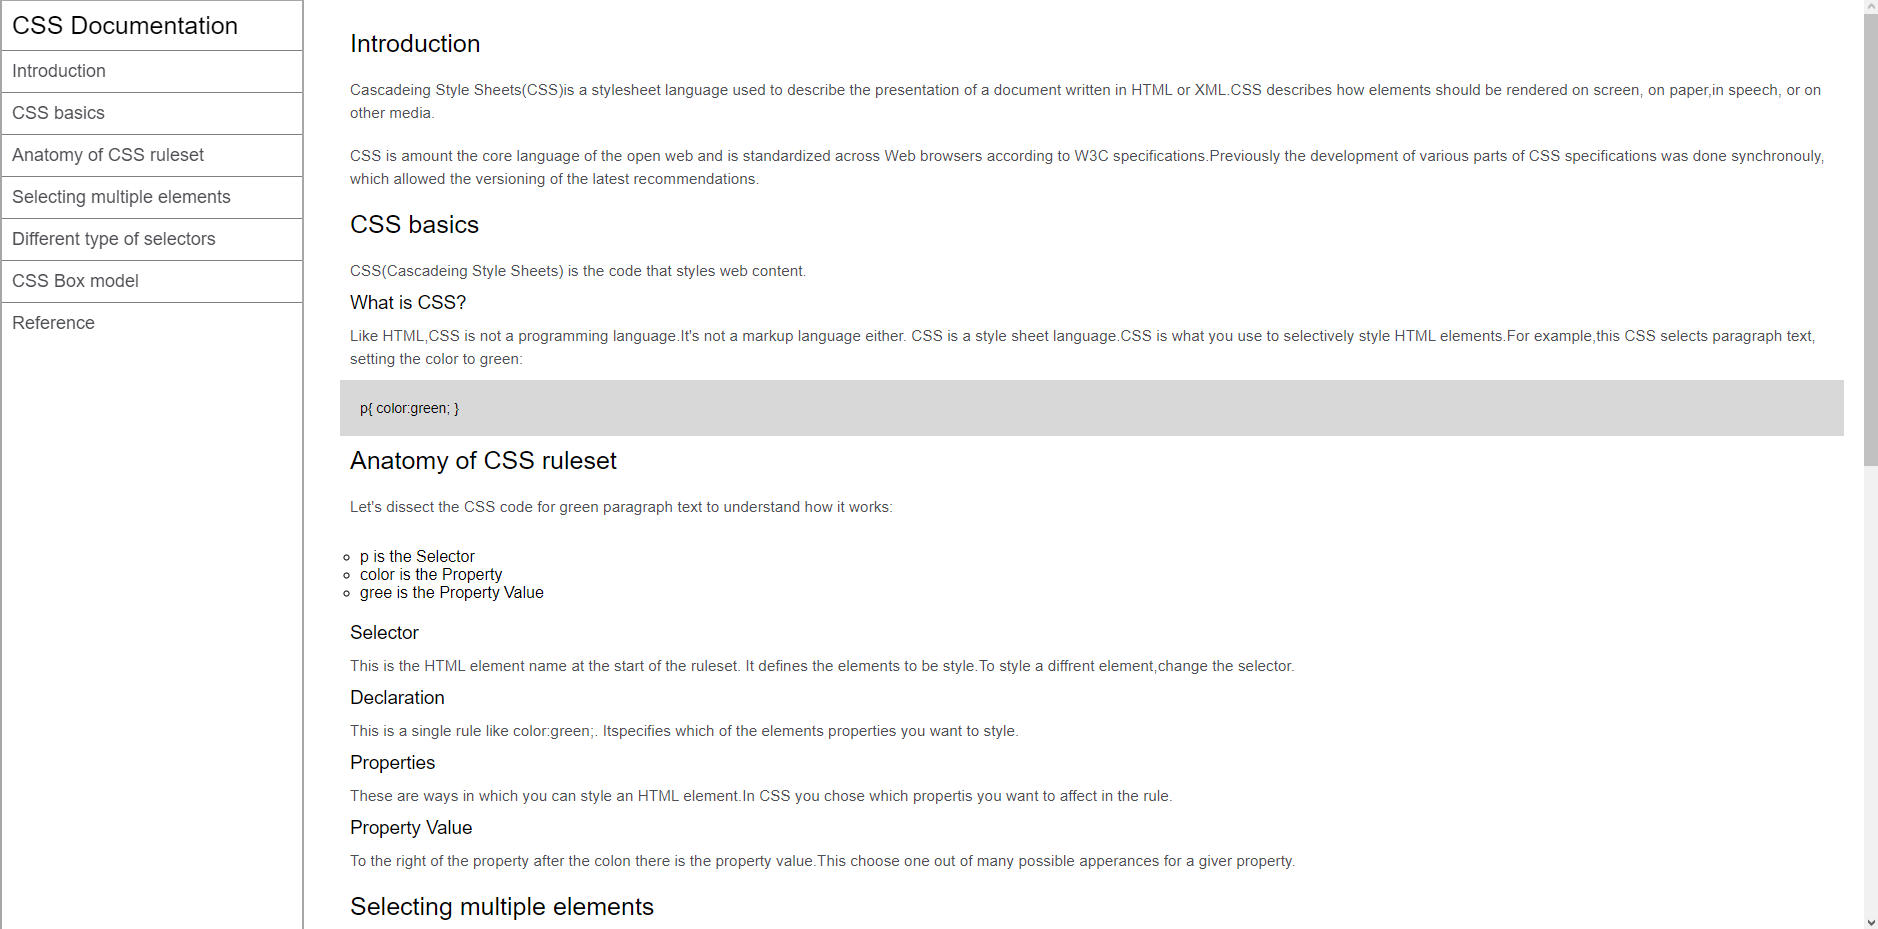 CSS Documentation
Introduction
CSS basics
Anatomy of CSS ruleset
Selecting multiple elements
Different type of selectors
CSS Box model
Reference
Introduction
Cascadeing Style Sheets(CSS)is a stylesheet language used to describe the presentation of a document written in HTML or XML.CSS describes how elements should be rendered on screen, on paper,in speech, or on
other media.
CSS is amount the core language of the open web and is standardized across Web browsers according to W3C specifications.Previously the development of various parts of CSS specifications was done synchronouly,
which allowed the versioning of the latest recommendations.
CSS basics
CSS(Cascadeing Style Sheets) is the code that styles web content.
What is CSS?
Like HTML,CSS is not a programming language.It's not a markup language either. CSS is a style sheet language.CSS is what you use to selectively style HTML elements.For example,this CSS selects paragraph text,
setting the color to green:
p{ color:green; }
Anatomy of CSS ruleset
Let's dissect the CSS code for green paragraph text to understand how it works:
p is the Selector
color is the Property
gree is the Property Value
Selector
This is the HTML element name at the start of the ruleset. It defines the elements to be style.To style a diffrent element,change the selector.
Declaration
This is a single rule like color:green;. Itspecifies which of the elements properties you want to style.
Properties
These are ways in which you can style an HTML element.In CSS you chose which propertis you want to affect in the rule.
Property Value
To the right of the property after the colon there is the property value.This choose one out of many possible apperances for a giver property.
Selecting multiple elements